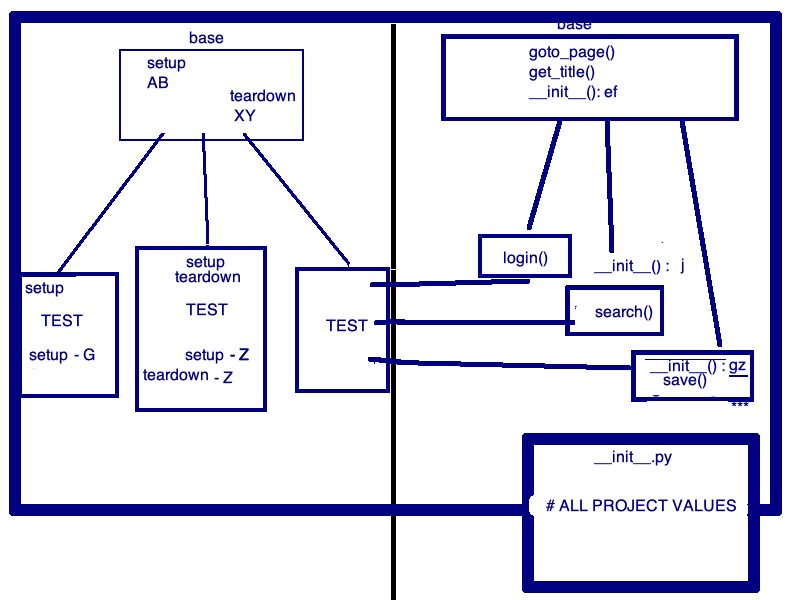 base
setup
AB
teardown
XY
setup
TEST
setup - G
setup
teardown
TEST
setup - Z
teardown - Z
TEST
base
goto_page()
get_title()
__init__(): ef
login()
__init__() : j
search()
__init__() : gz
save()
***
__init__.py
# ALL PROJECT VALUES